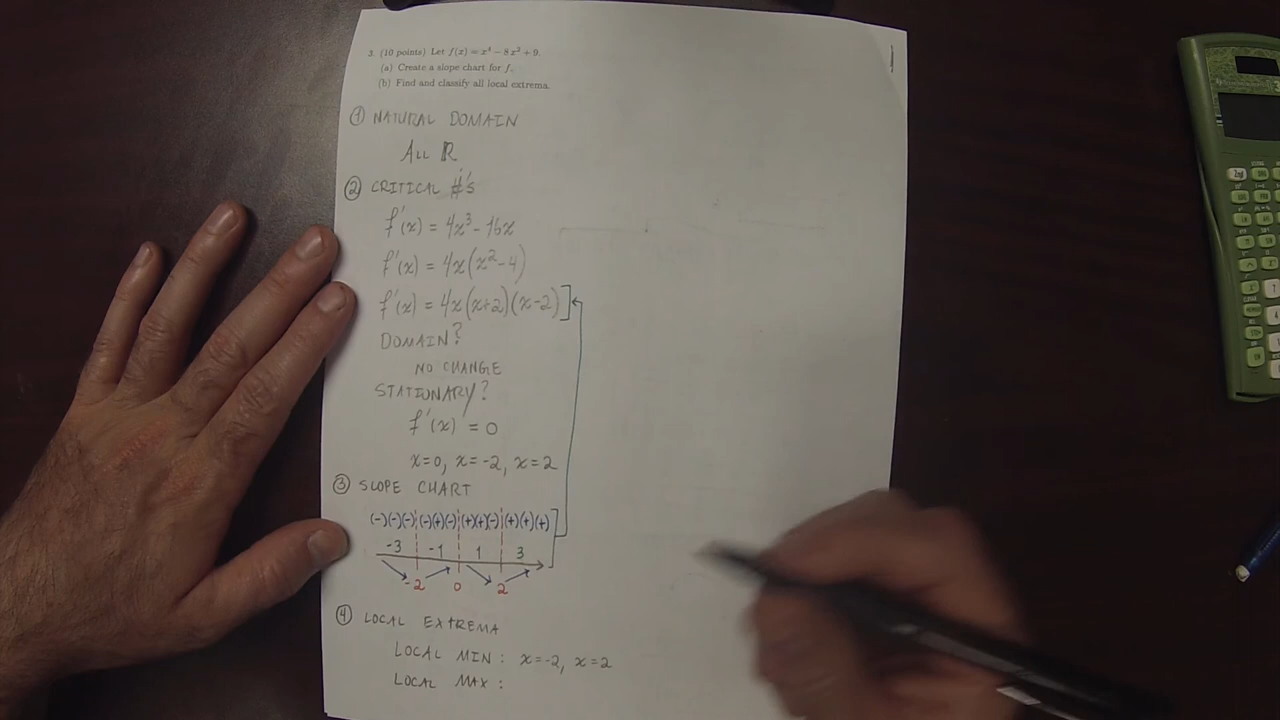 3. (10 points) Let f(x) = x⁴ − 8x² + 9.
(a) Create a slope chart for f.
(b) Find and classify all local extrema.
① NATURAL DOMAIN
ALL ℝ
② CRITICAL #'S
f'(x) = 4x³ - 16x
f'(x) = 4x(x² - 4)
f'(x) = 4x(x+2)(x-2)
DOMAIN?
NO CHANGE
STATIONARY?
f'(x) = 0
x=0, x=-2, x=2
③ SLOPE CHART
(-)(-)(-) (-)(+)(-) (+)(+)(-) (+)(+)(+)
-3 -1 1 3
-2 0 2
④ LOCAL EXTREMA
LOCAL MIN: x=-2, x=2
LOCAL MAX: